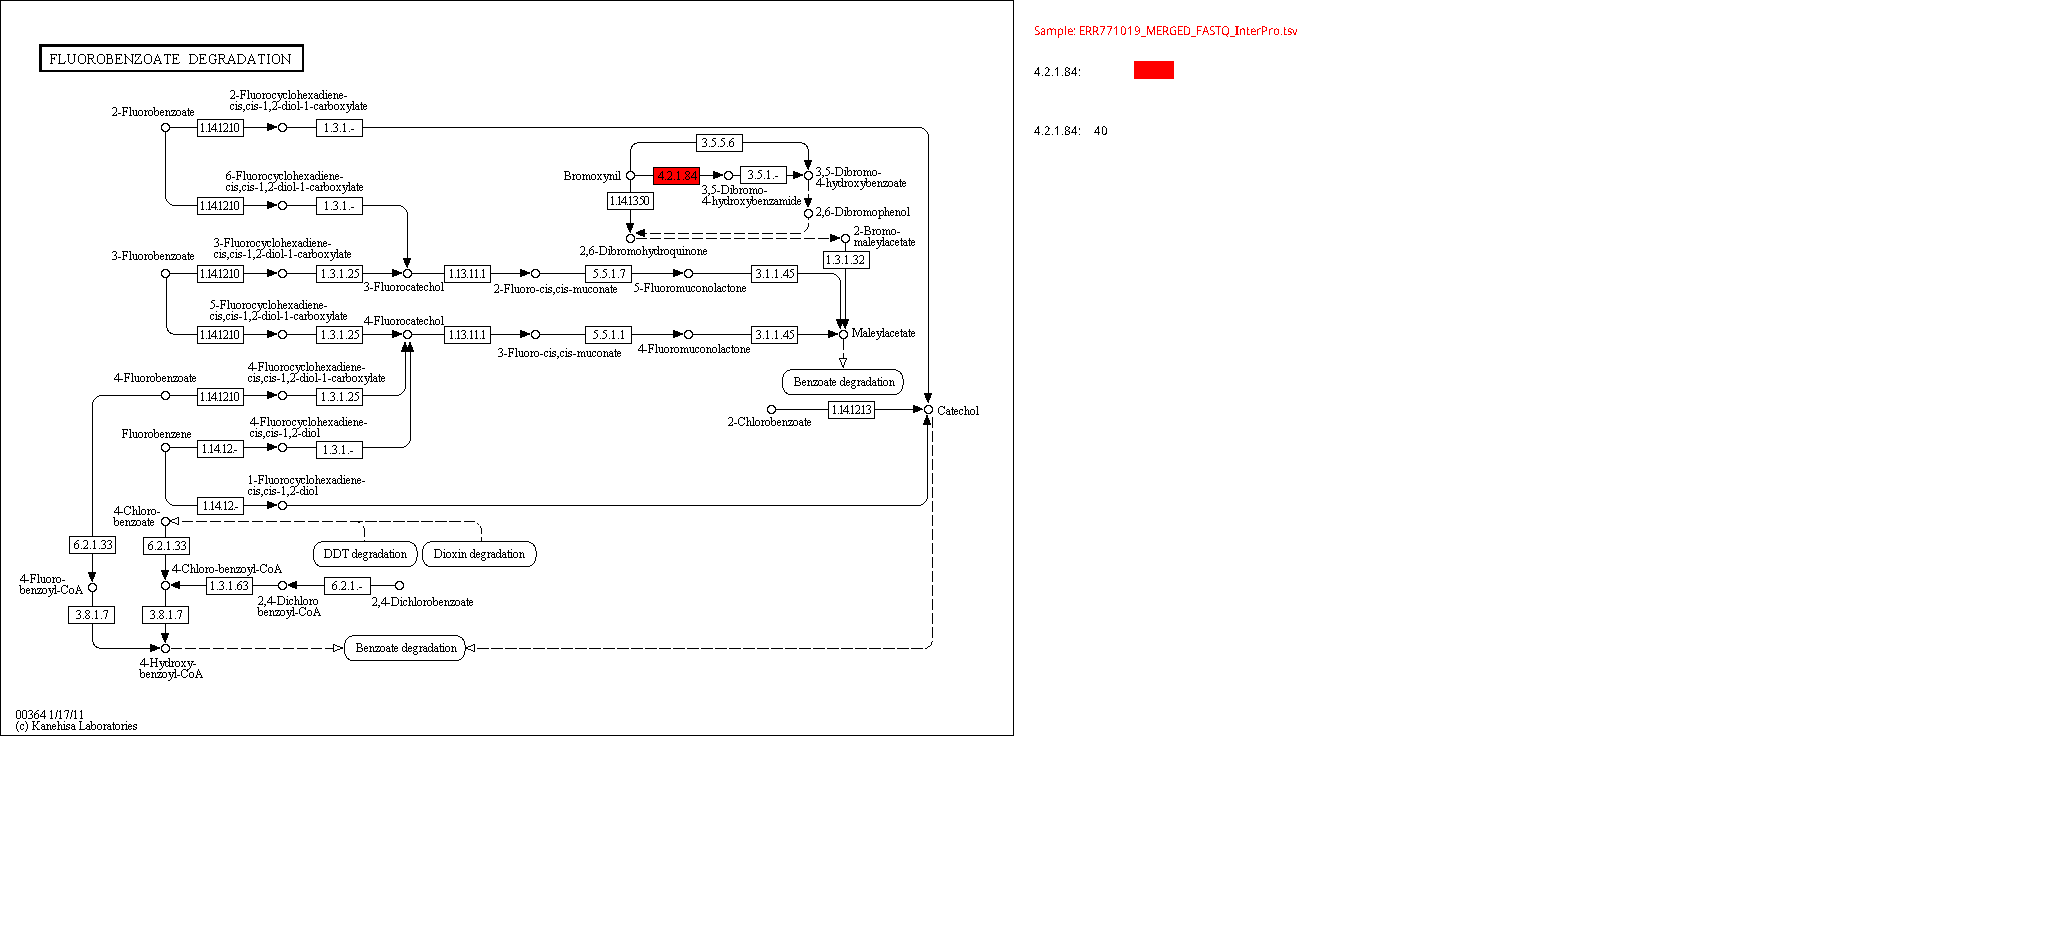 Sample: ERR771019_MERGED_FASTQ_InterPro.tsv
FLUOROBENZOATE DEGRADATION
4.2.1.84:
4.2.1.84: 40
2-Fluorocyclohexadiene-
cis,cis-1,2-diol-1-carboxylate
2-Fluorobenzoate
1.14.12.10
1.3.1.-
3.5.5.6
6-Fluorocyclohexadiene-
cis,cis-1,2-diol-1-carboxylate
1.14.12.10
1.3.1.-
Bromoxynil
4.2.1.84
3.5.1.-
3,5-Dibromo-
4-hydroxybenzoate
3,5-Dibromo-
4-hydroxybenzamide
1.14.13.50
2,6-Dibromophenol
2,6-Dibromohydroquinone
2-Bromo-
maleylacetate
1.3.1.32
3-Fluorocyclohexadiene-
cis,cis-1,2-diol-1-carboxylate
3-Fluorobenzoate
1.14.12.10
1.3.1.25
3-Fluorocatechol
1.13.11.1
2-Fluoro-cis,cis-muconate
5.5.1.7
5-Fluoromuconolactone
3.1.1.45
5-Fluorocyclohexadiene-
cis,cis-1,2-diol-1-carboxylate
1.14.12.10
1.3.1.25
4-Fluorocatechol
1.13.11.1
3-Fluoro-cis,cis-muconate
5.5.1.1
4-Fluoromuconolactone
3.1.1.45
Maleylacetate
Benzoate degradation
4-Fluorocyclohexadiene-
cis,cis-1,2-diol-1-carboxylate
4-Fluorobenzoate
1.14.12.10
1.3.1.25
2-Chlorobenzoate
1.14.12.13
Catechol
4-Fluorocyclohexadiene-
cis,cis-1,2-diol
Fluorobenzene
1.14.12.-
1.3.1.-
1-Fluorocyclohexadiene-
cis,cis-1,2-diol
1.14.12.-
4-Chloro-
benzoate
6.2.1.33
6.2.1.33
DDT degradation
Dioxin degradation
4-Fluoro-
benzoyl-CoA
4-Chloro-benzoyl-CoA
1.3.1.63
2,4-Dichloro
benzoyl-CoA
6.2.1.-
2,4-Dichlorobenzoate
3.8.1.7
3.8.1.7
4-Hydroxy-
benzoyl-CoA
Benzoate degradation
00364 1/17/11
(c) Kanehisa Laboratories